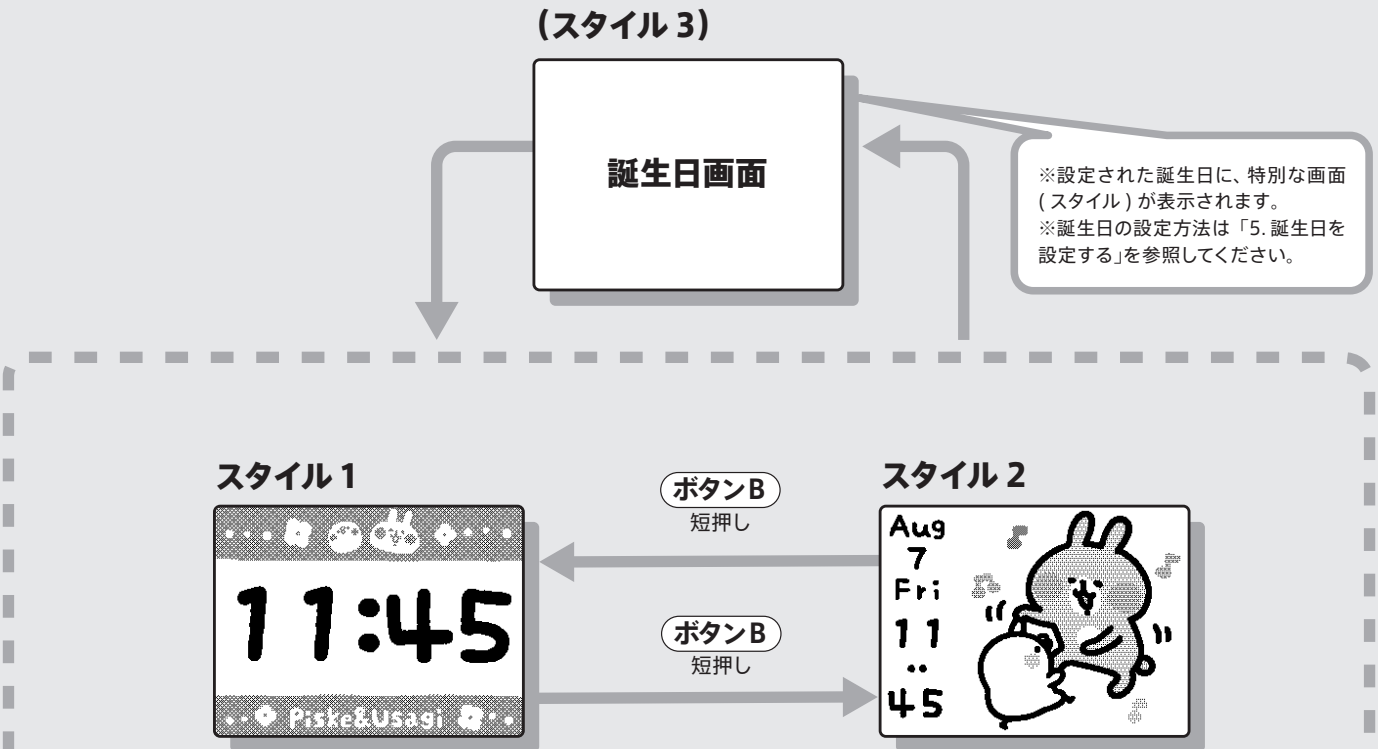 (スタイル 3)
誕生日画面
※設定された誕生日に、特別な画面
( スタイル ) が表示されます。
※誕生日の設定方法は「5. 誕生日を
設定する」を参照してください。
スタイル 1
11:45
Piske&Usagi
ボタンB
短押し
ボタンB
短押し
スタイル 2
Aug
7
Fri
11
:
45